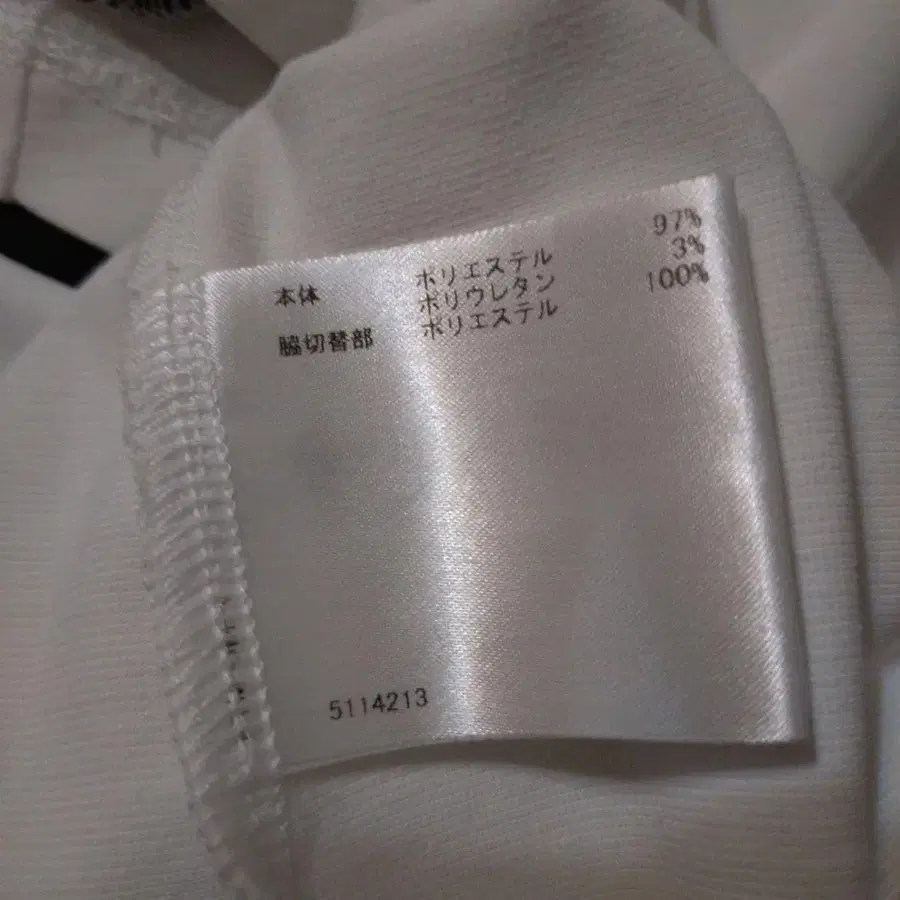 本体 ポリエステル 97%
ポリウレタン 3%
脇切替部 ポリエステル 100%
5114213